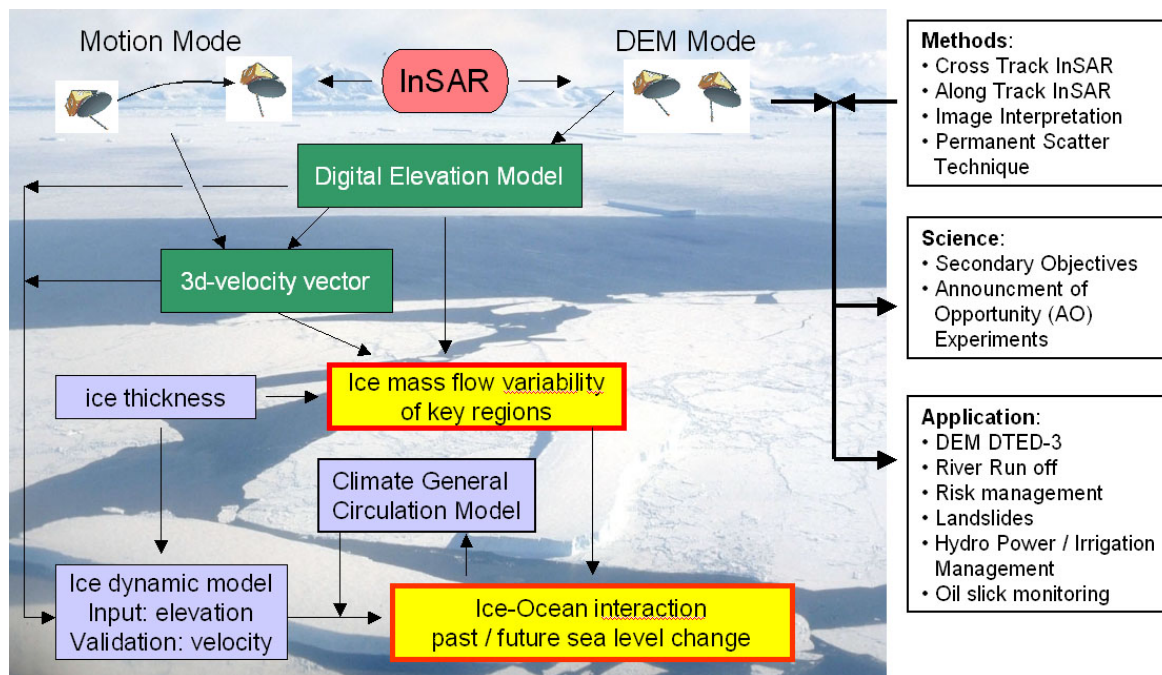 Motion Mode
InSAR
DEM Mode
Digital Elevation Model
3d-velocity vector
ice thickness
Ice mass flow variability
of key regions
Climate General
Circulation Model
Ice dynamic model
Input: elevation
Validation: velocity
Ice-Ocean interaction
past / future sea level change
Methods:
• Cross Track InSAR
• Along Track InSAR
• Image Interpretation
• Permanent Scatter
Technique
Science:
• Secondary Objectives
• Announcment of
Opportunity (AO)
Experiments
Application:
• DEM DTED-3
• River Run off
• Risk management
• Landslides
• Hydro Power / Irrigation
Management
• Oil slick monitoring